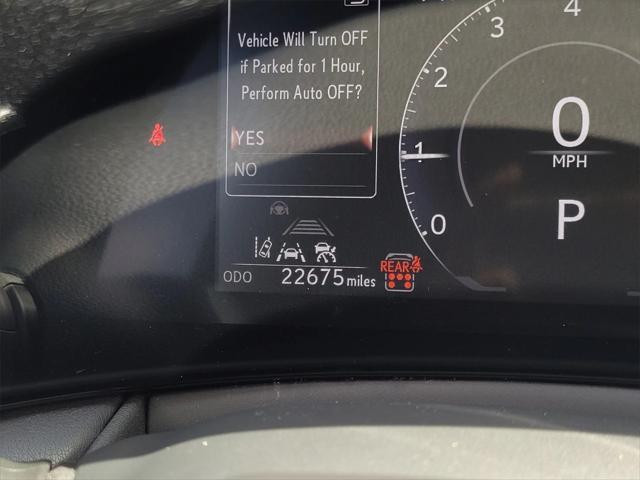 Vehicle Will Turn OFF
if Parked for 1 Hour,
Perform Auto OFF?
YES
NO
4
3
2
1
0
0
MPH
P
REAR
ODO 22675 miles